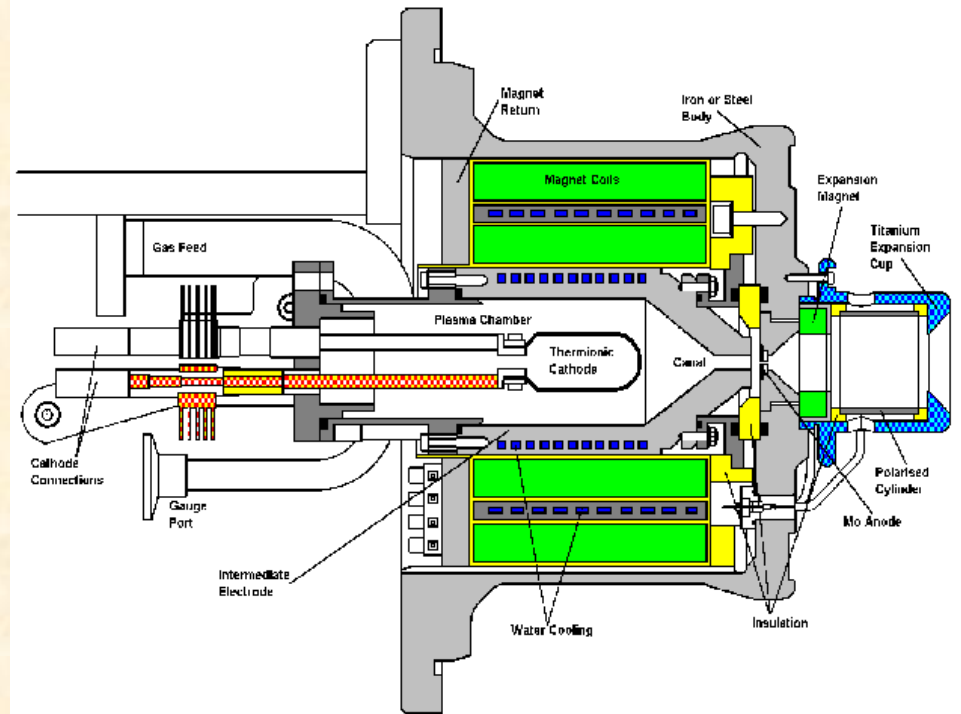 Magnet
Return
Iron or Steel
Body
Magnet Coils
Expansion
Magnet
Titanium
Expansion
Cup
Gas Feed
Plasma Chamber
Thermionic
Cathode
Canal
Cathode
Connections
Gauge
Port
Polarised
Cylinder
Mo Anode
Intermediate
Electrode
Water Cooling
Insulation